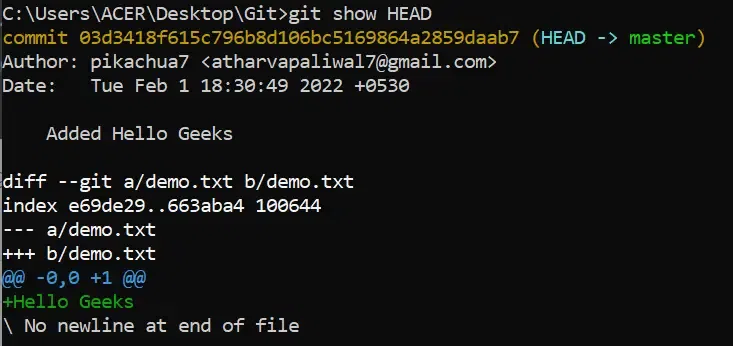 C:\Users\ACER\Desktop\Git>git show HEAD
commit 03d3418f615c796b8d106bc5169864a2859daab7 (HEAD -> master)
Author: pikachua7 <atharvapaliwal7@gmail.com>
Date:   Tue Feb 1 18:30:49 2022 +0530
    Added Hello Geeks
diff --git a/demo.txt b/demo.txt
index e69de29..663aba4 100644
--- a/demo.txt
+++ b/demo.txt
@@ -0,0 +1 @@
+Hello Geeks
\ No newline at end of file